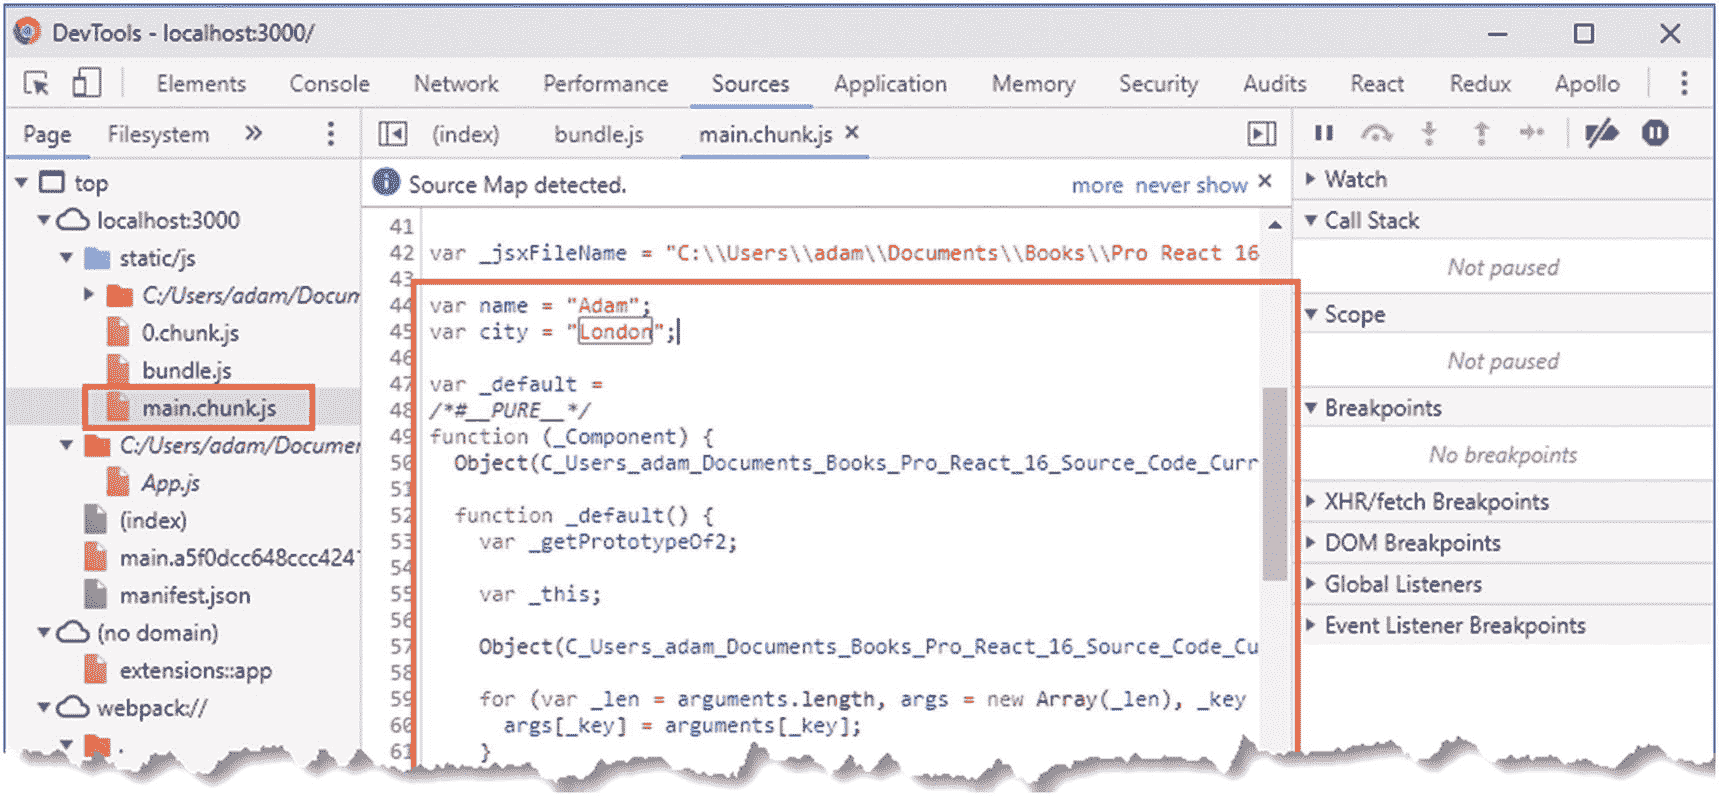 DevTools - localhost:3000/
Elements Console Network Performance Sources Application Memory Security Audits React Redux Apollo
Page Filesystem »
(index) bundle.js main.chunk.js ×
top
localhost:3000
static/js
C:/Users/adam/Docum
0.chunk.js
bundle.js
main.chunk.js
C:/Users/adam/Documer
App.js
(index)
main.a5f0dcc648ccc4241
manifest.json
(no domain)
extensions::app
webpack://
.
Source Map detected. more never show ×
41
42 var _jsxFileName = "C:\\Users\\adam\\Documents\\Books\\Pro React 16
43
44 var name = "Adam";
45 var city = "London";
46
47 var _default =
48 /*#__PURE__*/
49 function (_Component) {
50 Object(C_Users_adam_Documents_Books_Pro_React_16_Source_Code_Curr
51
52 function _default() {
53 var _getPrototypeOf2;
54
55 var _this;
56
57 Object(C_Users_adam_Documents_Books_Pro_React_16_Source_Code_Cu
58
59 for (var _len = arguments.length, args = new Array(_len), _key
60 args[_key] = arguments[_key];
61 }
Watch
Call Stack
Not paused
Scope
Not paused
Breakpoints
No breakpoints
XHR/fetch Breakpoints
DOM Breakpoints
Global Listeners
Event Listener Breakpoints